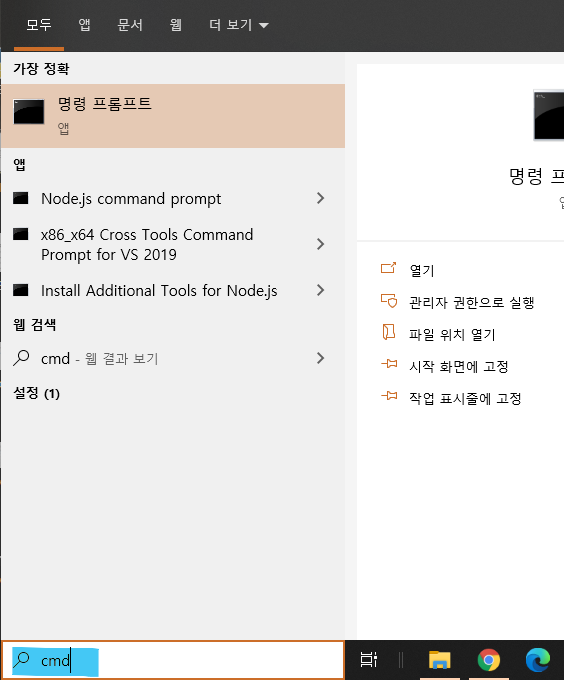 모두 앱 문서 웹 더 보기
가장 정확
명령 프롬프트
앱
앱
Node.js command prompt
x86_x64 Cross Tools Command
Prompt for VS 2019
Install Additional Tools for Node.js
웹 검색
cmd - 웹 결과 보기
설정 (1)
명령
열기
관리자 권한으로 실행
파일 위치 열기
시작 화면에 고정
작업 표시줄에 고정
cmd